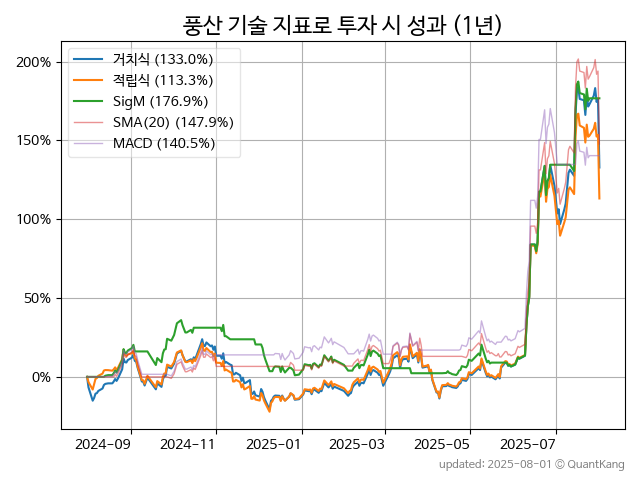 풍산 기술 지표로 투자 시 성과 (1년)
거치식 (133.0%)
적립식 (113.3%)
SigM (176.9%)
SMA(20) (147.9%)
MACD (140.5%)
200%
150%
100%
50%
0%
2024-09 2024-11 2025-01 2025-03 2025-05 2025-07
updated: 2025-08-01 © QuantKang